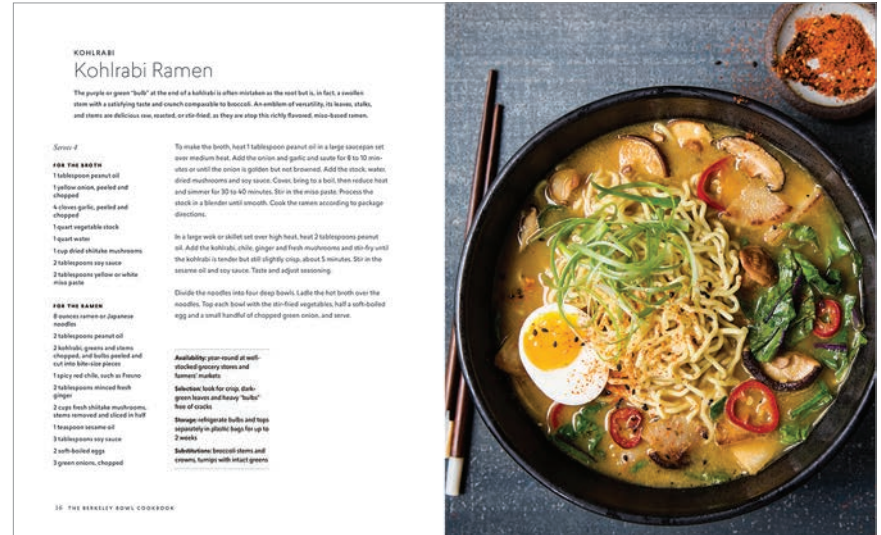 KOHLRABI
Kohlrabi Ramen
The purple or green "bulb" at the end of a kohlrabi is often mistaken as the root but is, in fact, a swollen
stem with a satisfying taste and crunch comparable to broccoli. An emblem of versatility, its leaves, stalks,
and stems are delicious raw, roasted, or stir-fried, as they are atop this richly flavored, miso-based ramen.
Serves 4
FOR THE BROTH
1 tablespoon peanut oil
1 yellow onion, peeled and
chopped
4 cloves garlic, peeled and
chopped
1 quart vegetable stock
1 quart water
1 cup dried shiitake mushrooms
2 tablespoons soy sauce
2 tablespoons yellow or white
miso paste
FOR THE RAMEN
8 ounces ramen or Japanese
noodles
2 tablespoons peanut oil
2 kohlrabi, greens and stems
chopped, and bulbs peeled and
cut into bite-size pieces
1 spicy red chile, such as Fresno
2 tablespoons minced fresh
ginger
2 cups fresh shiitake mushrooms,
stems removed and sliced in half
1 teaspoon sesame oil
3 tablespoons soy sauce
2 soft-boiled eggs
3 green onions, chopped
To make the broth, heat 1 tablespoon peanut oil in a large saucepan set
over medium heat. Add the onion and garlic and saute for 8 to 10 min-
utes or until the onion is golden but not browned. Add the stock, water,
dried mushrooms and soy sauce. Cover, bring to a boil, then reduce heat
and simmer for 30 to 40 minutes. Stir in the miso paste. Process the
stock in a blender until smooth. Cook the ramen according to package
directions.
In a large wok or skillet set over high heat, heat 2 tablespoons peanut
oil. Add the kohlrabi, chile, ginger and fresh mushrooms and stir-fry until
the kohlrabi is tender but still slightly crisp, about 5 minutes. Stir in the
sesame oil and soy sauce. Taste and adjust seasoning.
Divide the noodles into four deep bowls. Ladle the hot broth over the
noodles. Top each bowl with the stir-fried vegetables, half a soft-boiled
egg and a small handful of chopped green onion, and serve.
Availability: year-round at well-
stocked grocery stores and
farmers' markets
Selection: look for crisp, dark-
green leaves and heavy "bulbs"
free of cracks
Storage: refrigerate bulbs and tops
separately in plastic bags for up to
2 weeks
Substitutions: broccoli stems and
crowns, turnips with intact greens
THE BERKELEY BOWL COOKBOOK